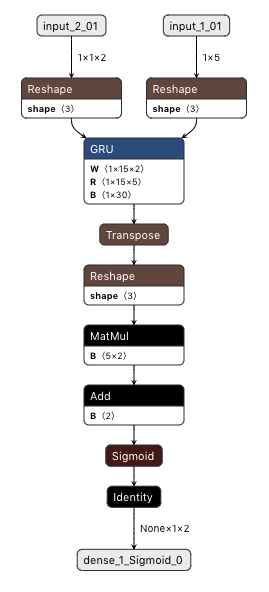 input_2_01
input_1_01
1×1×2
1×5
Reshape
shape ⟨3⟩
Reshape
shape ⟨3⟩
GRU
W ⟨1×15×2⟩
R ⟨1×15×5⟩
B ⟨1×30⟩
Transpose
Reshape
shape ⟨3⟩
MatMul
B ⟨5×2⟩
Add
B ⟨2⟩
Sigmoid
Identity
None×1×2
dense_1_Sigmoid_0